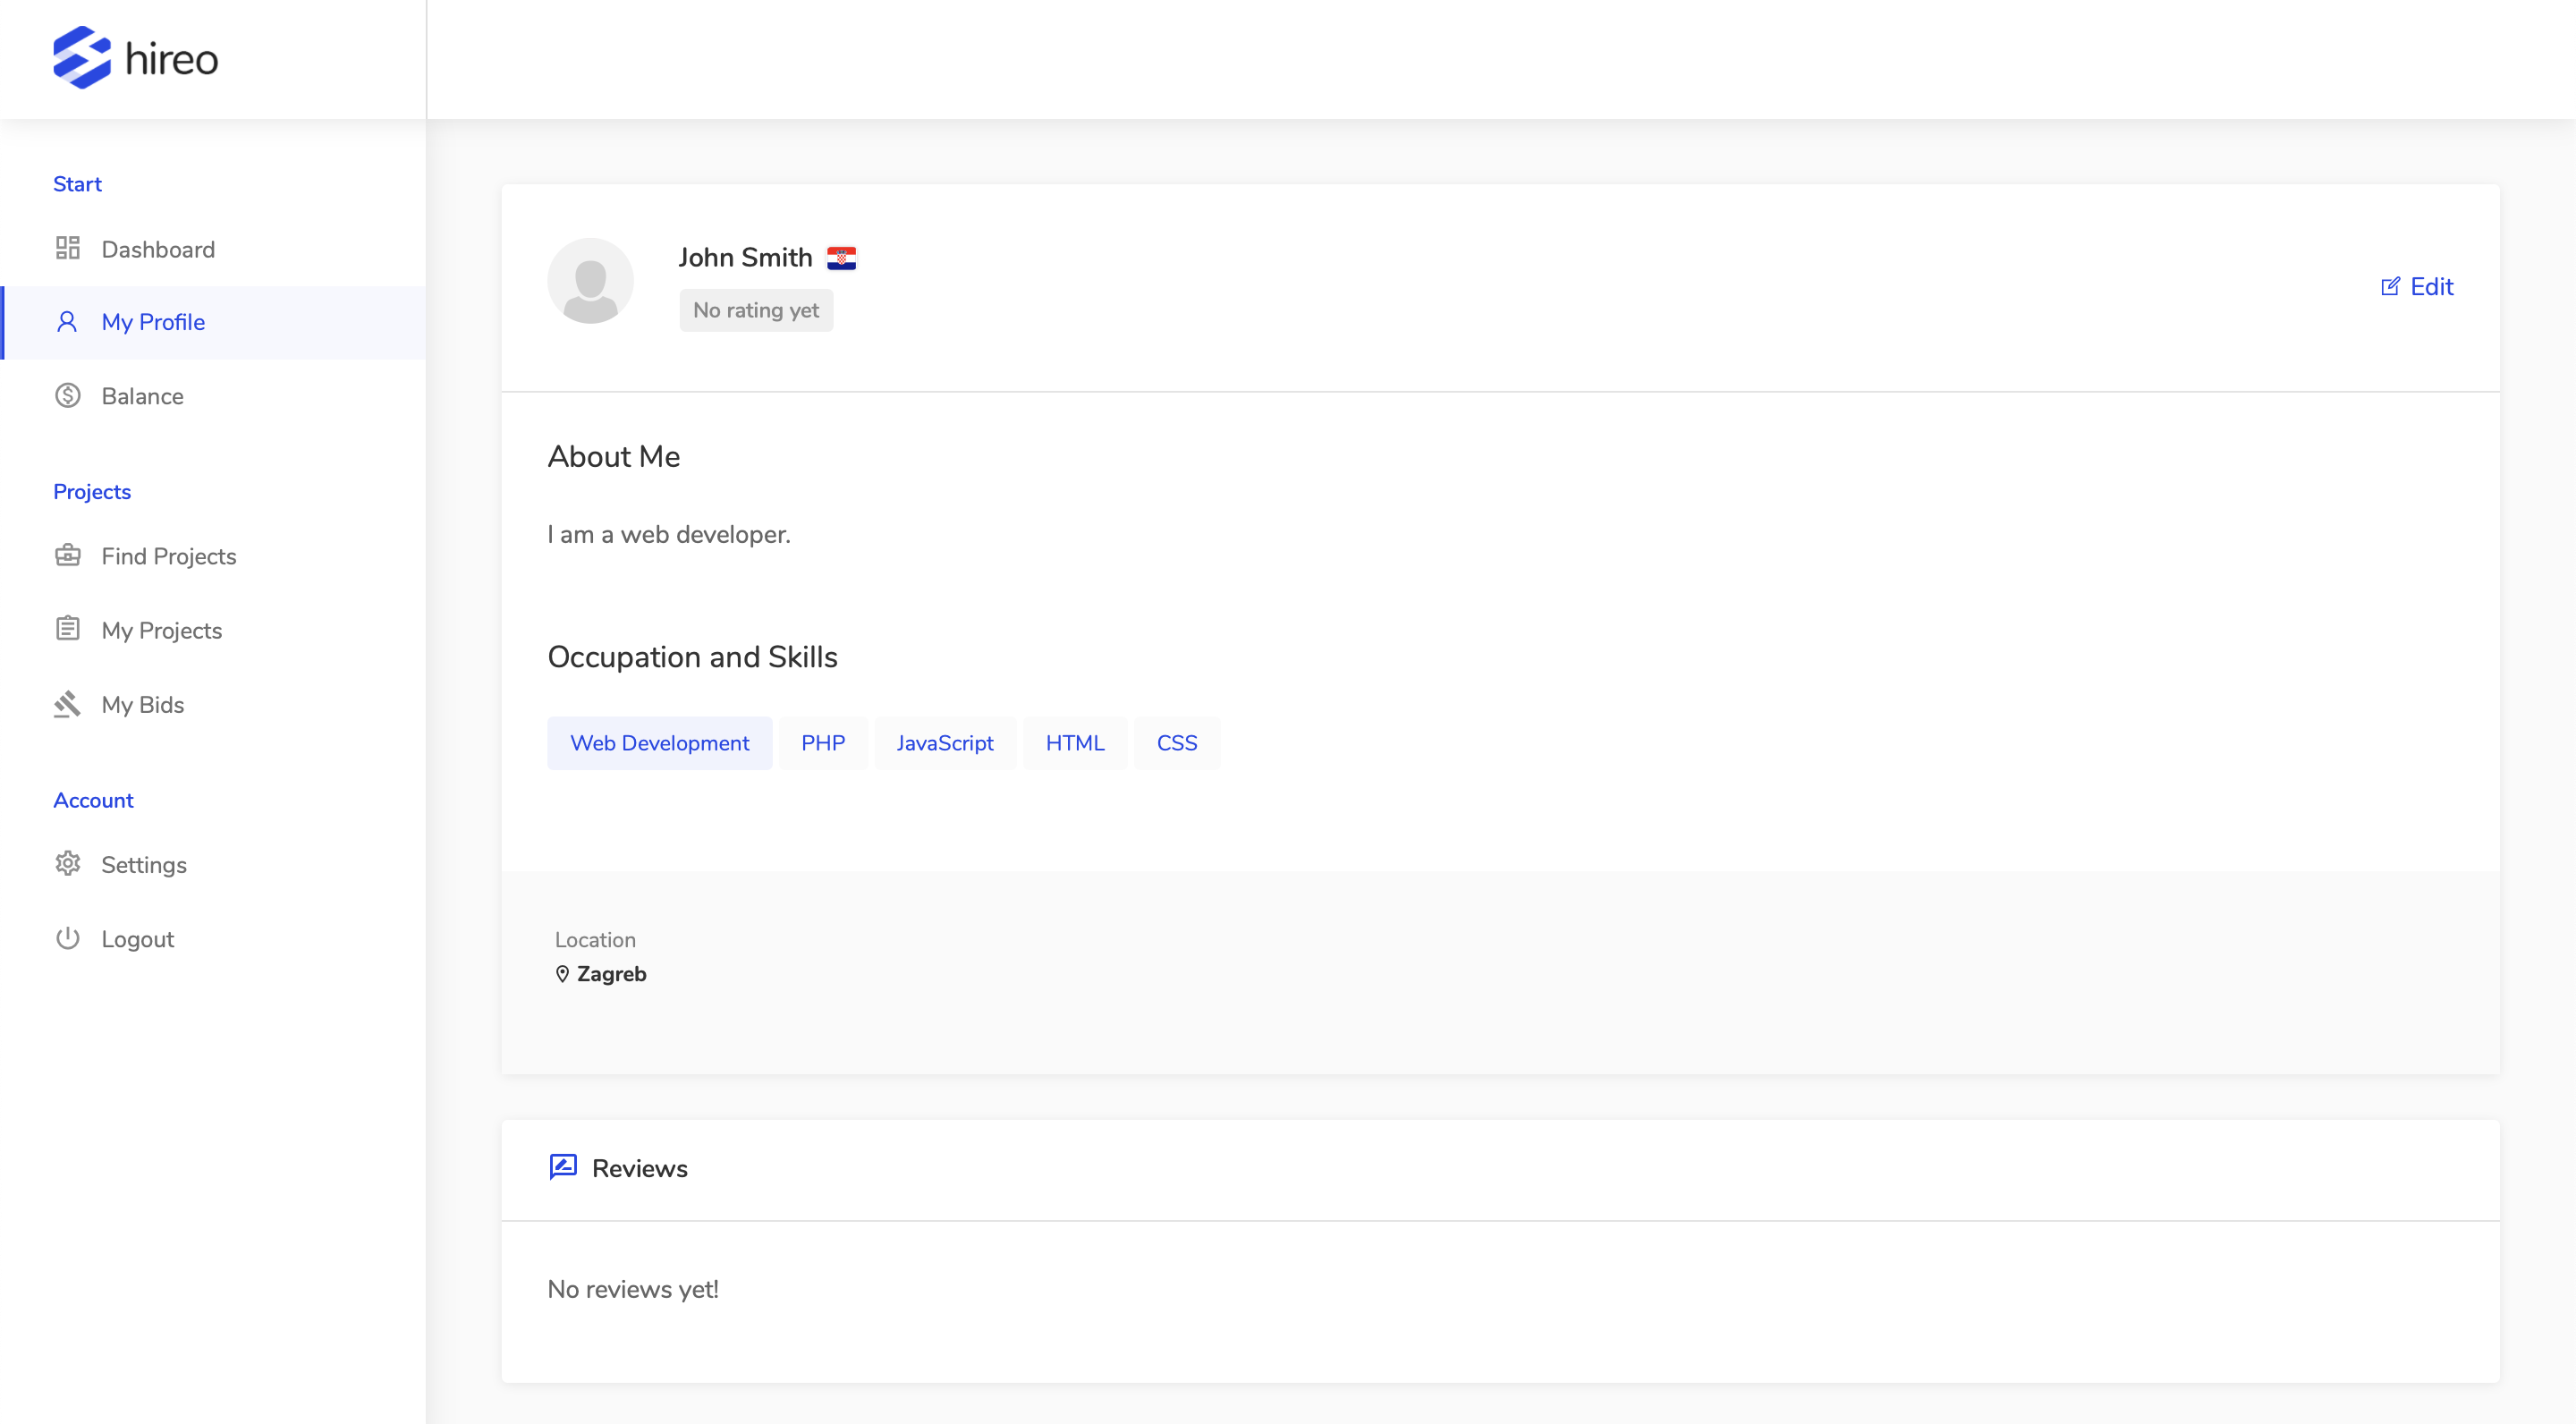 hireo
Start
Dashboard
My Profile
Balance
Projects
Find Projects
My Projects
My Bids
Account
Settings
Logout
John Smith
No rating yet
Edit
About Me
I am a web developer.
Occupation and Skills
Web Development PHP JavaScript HTML CSS
Location
Zagreb
Reviews
No reviews yet!